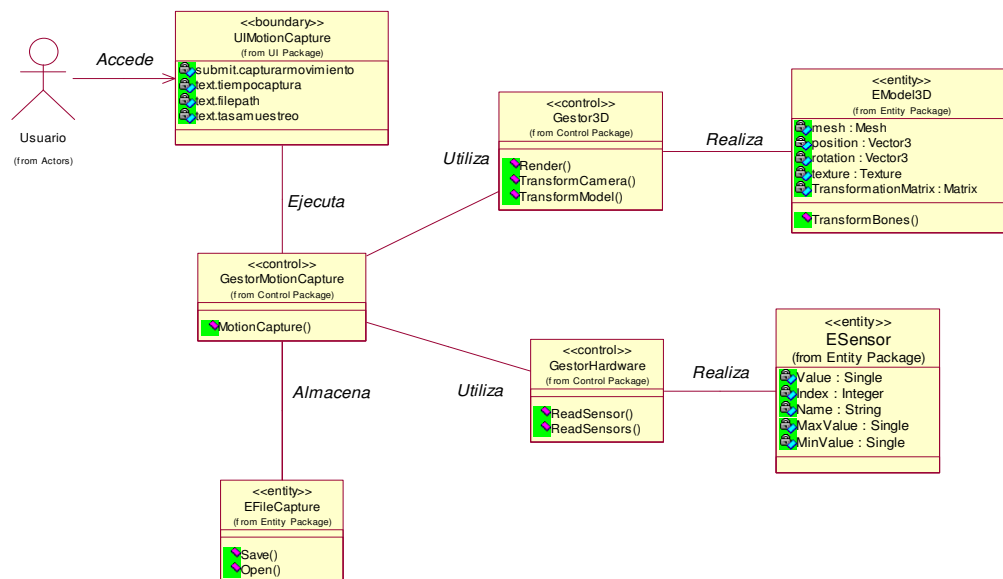 <<boundary>>
UIMotionCapture
(from UI Package)
submit.capturarmovimiento
text.tiempocaptura
text.filepath
text.tasamuestreo
Accede
Usuario
(from Actors)
Ejecuta
<<control>>
Gestor3D
(from Control Package)
Render()
TransformCamera()
TransformModel()
Utiliza
Realiza
<<entity>>
EModel3D
(from Entity Package)
mesh : Mesh
position : Vector3
rotation : Vector3
texture : Texture
TransformationMatrix : Matrix
TransformBones()
<<control>>
GestorMotionCapture
(from Control Package)
MotionCapture()
Almacena
Utiliza
<<control>>
GestorHardware
(from Control Package)
ReadSensor()
ReadSensors()
Realiza
<<entity>>
ESensor
(from Entity Package)
Value : Single
Index : Integer
Name : String
MaxValue : Single
MinValue : Single
<<entity>>
EFileCapture
(from Entity Package)
Save()
Open()